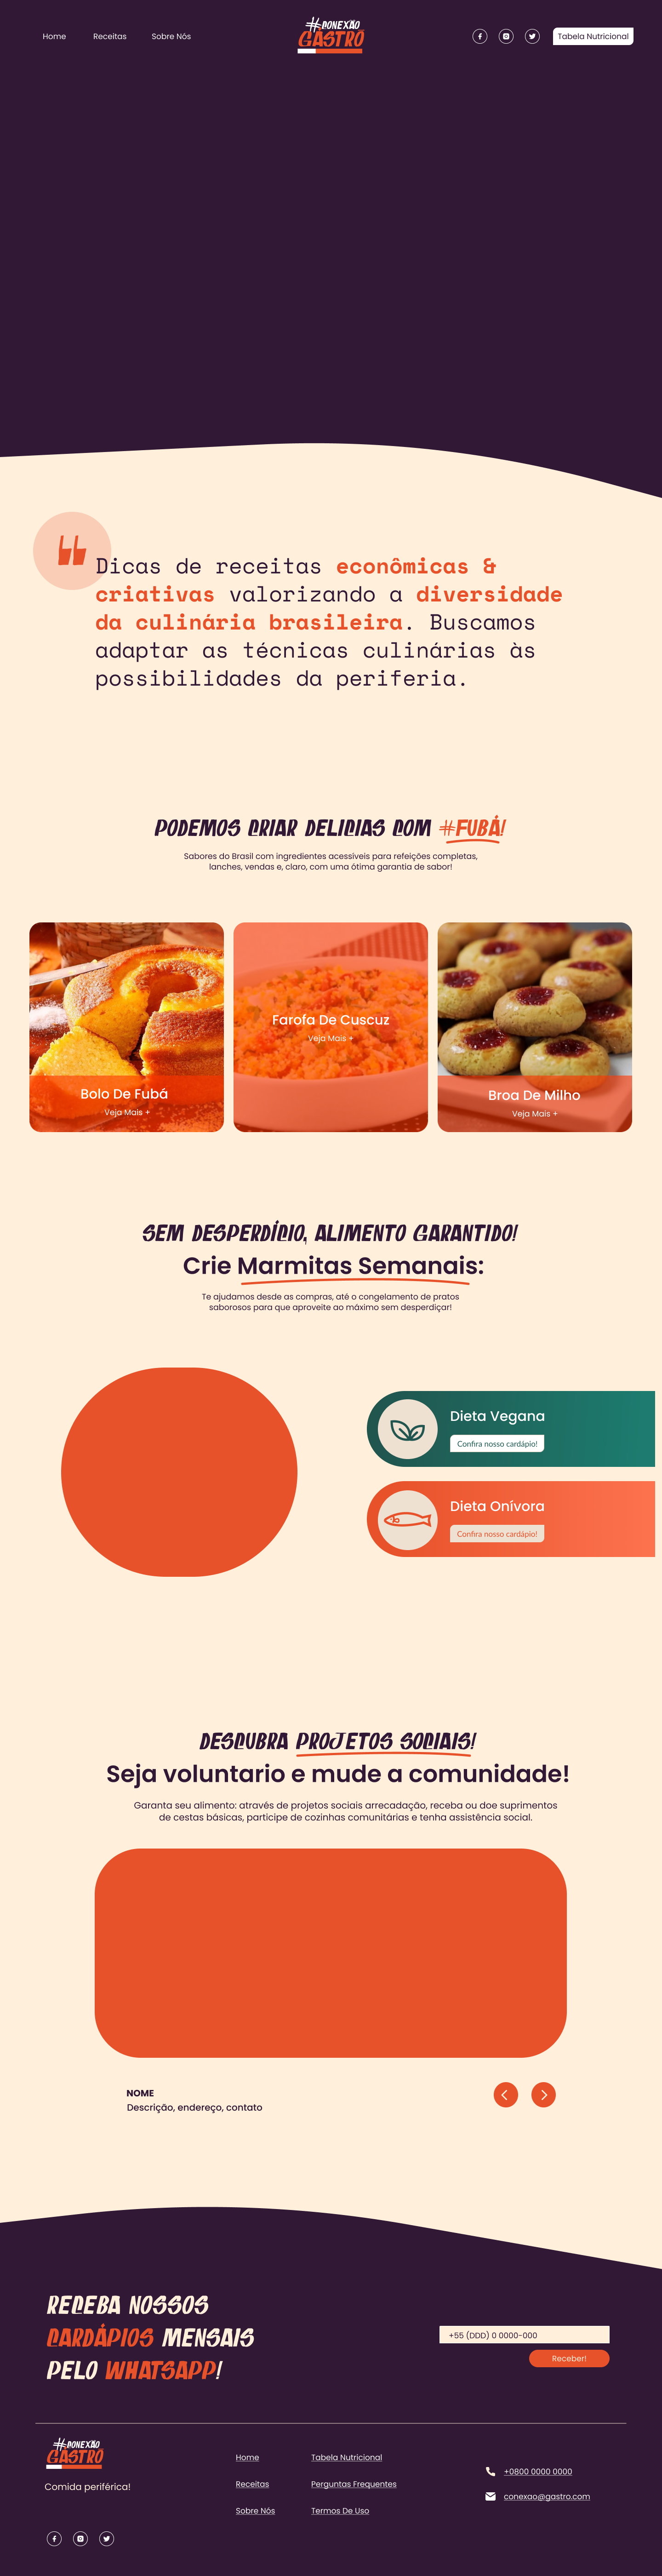 Home
Receitas
Sobre Nós
#CONEXÃO
GASTRÔ
Tabela Nutricional
Dicas de receitas econômicas &
criativas valorizando a diversidade
da culinária brasileira. Buscamos
adaptar as técnicas culinárias às
possibilidades da periferia.
PODEMOS CRIAR DELICIAS COM #FUBÁ!
Sabores do Brasil com ingredientes acessíveis para refeições completas,
lanches, vendas e, claro, com uma ótima garantia de sabor!
Bolo De Fubá
Veja Mais +
Farofa De Cuscuz
Veja Mais +
Broa De Milho
Veja Mais +
SEM DESPERDÍCIO, ALIMENTO GARANTIDO!
Crie Marmitas Semanais:
Te ajudamos desde as compras, até o congelamento de pratos
saborosos para que aproveite ao máximo sem desperdiçar!
Dieta Vegana
Confira nosso cardápio!
Dieta Onívora
Confira nosso cardápio!
DESCUBRA PROJETOS SOCIAIS!
Seja voluntario e mude a comunidade!
Garanta seu alimento: através de projetos sociais arrecadação, receba ou doe suprimentos
de cestas básicas, participe de cozinhas comunitárias e tenha assistência social.
NOME
Descrição, endereço, contato
RECEBA NOSSOS
CARDÁPIOS MENSAIS
PELO WHATSAPP!
+55 (DDD) 0 0000-000
Receber!
#CONEXÃO
GASTRÔ
Comida periférica!
Home
Receitas
Sobre Nós
Tabela Nutricional
Perguntas Frequentes
Termos De Uso
+0800 0000 0000
conexao@gastro.com